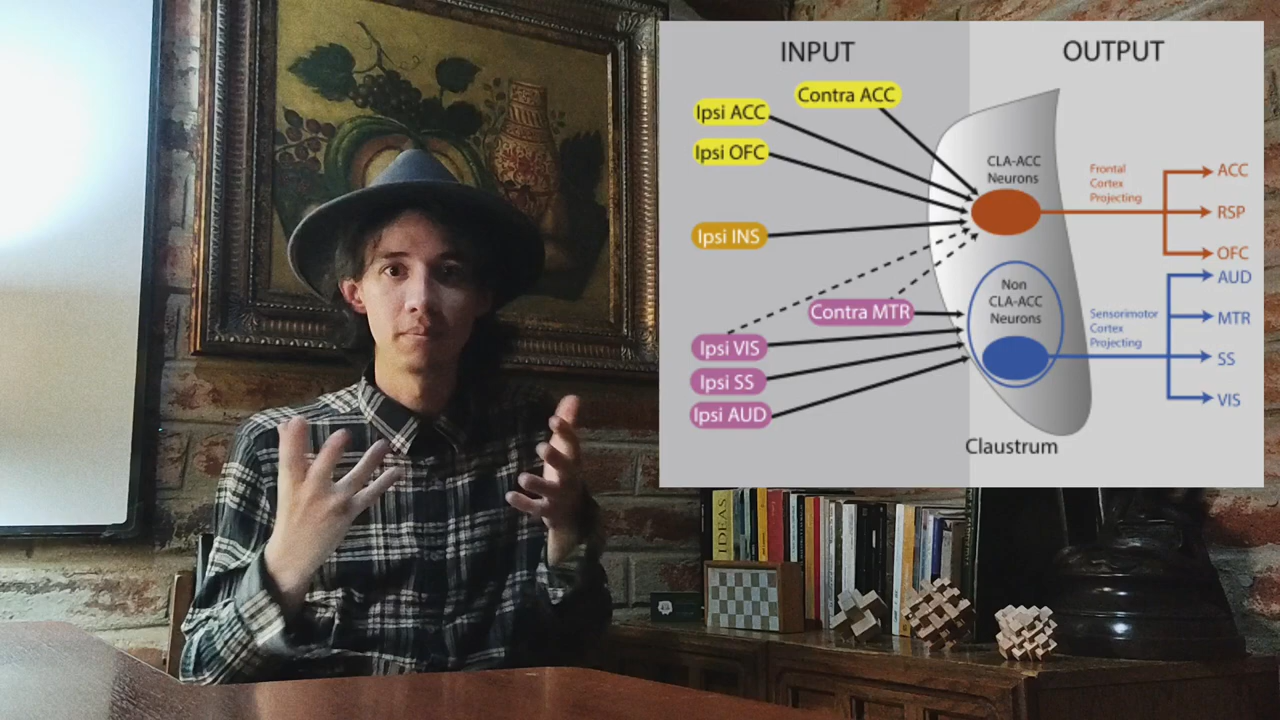 INPUT
OUTPUT
Contra ACC
Ipsi ACC
Ipsi OFC
Ipsi INS
Contra MTR
Ipsi VIS
Ipsi SS
Ipsi AUD
CLA-ACC
Neurons
Non
CLA-ACC
Neurons
Claustrum
Frontal
Cortex
Projecting
ACC
RSP
OFC
Sensorimotor
Cortex
Projecting
AUD
MTR
SS
VIS
IDEAS